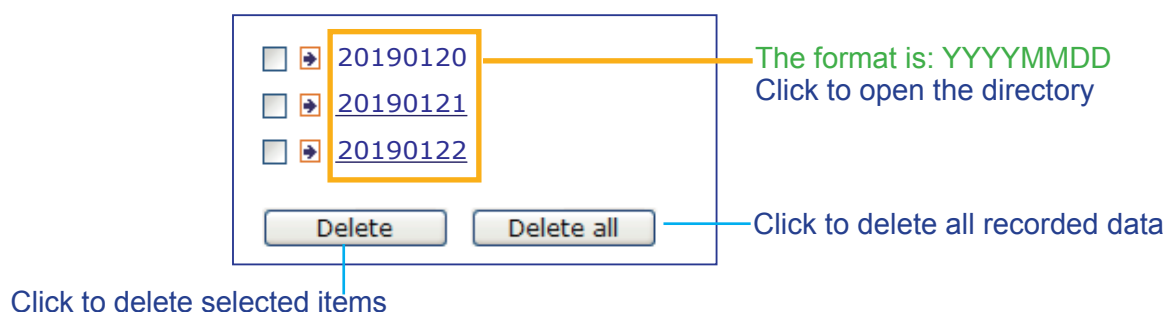 20190120
The format is: YYYYMMDD
Click to open the directory
20190121
20190122
Delete
Delete all
Click to delete all recorded data
Click to delete selected items